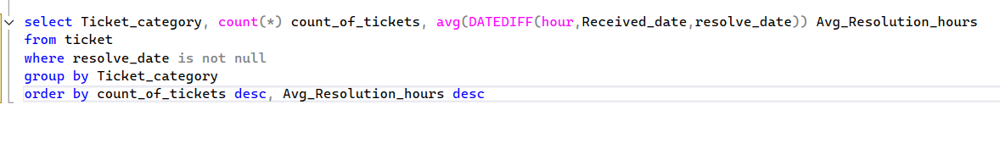 select Ticket_category, count(*) count_of_tickets, avg(DATEDIFF(hour,Received_date,resolve_date)) Avg_Resolution_hours
from ticket
where resolve_date is not null
group by Ticket_category
order by count_of_tickets desc, Avg_Resolution_hours desc